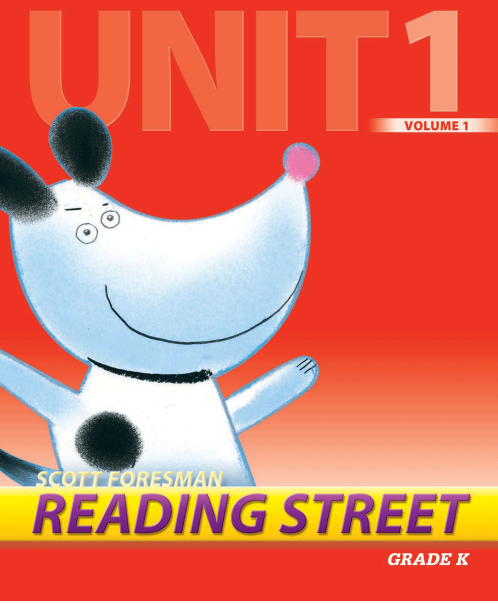 UNIT 1
VOLUME 1
SCOTT FORESMAN
READING STREET
GRADE K